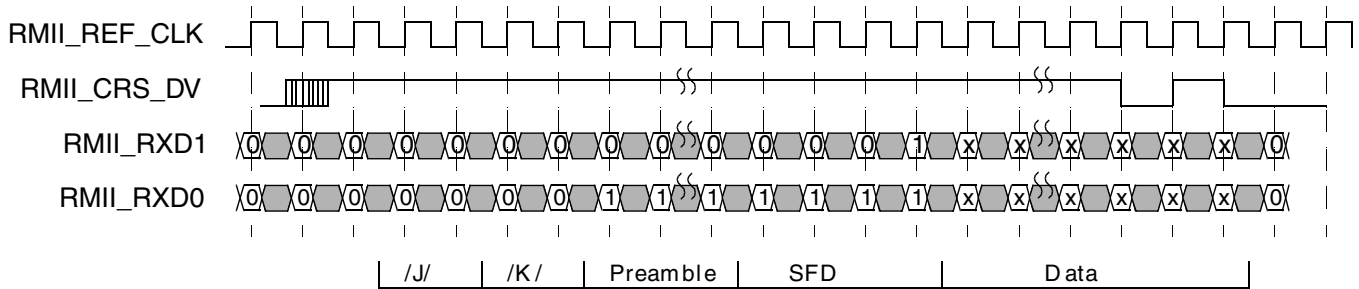 RMII_REF_CLK
RMII_CRS_DV
RMII_RXD1 0 0 0 0 0 0 0 0 0 0 0 0 0 1 x x x x x x 0
RMII_RXD0 0 0 0 0 0 0 0 1 1 1 1 1 1 1 x x x x x x 0
/J/ /K/ Preamble SFD Data